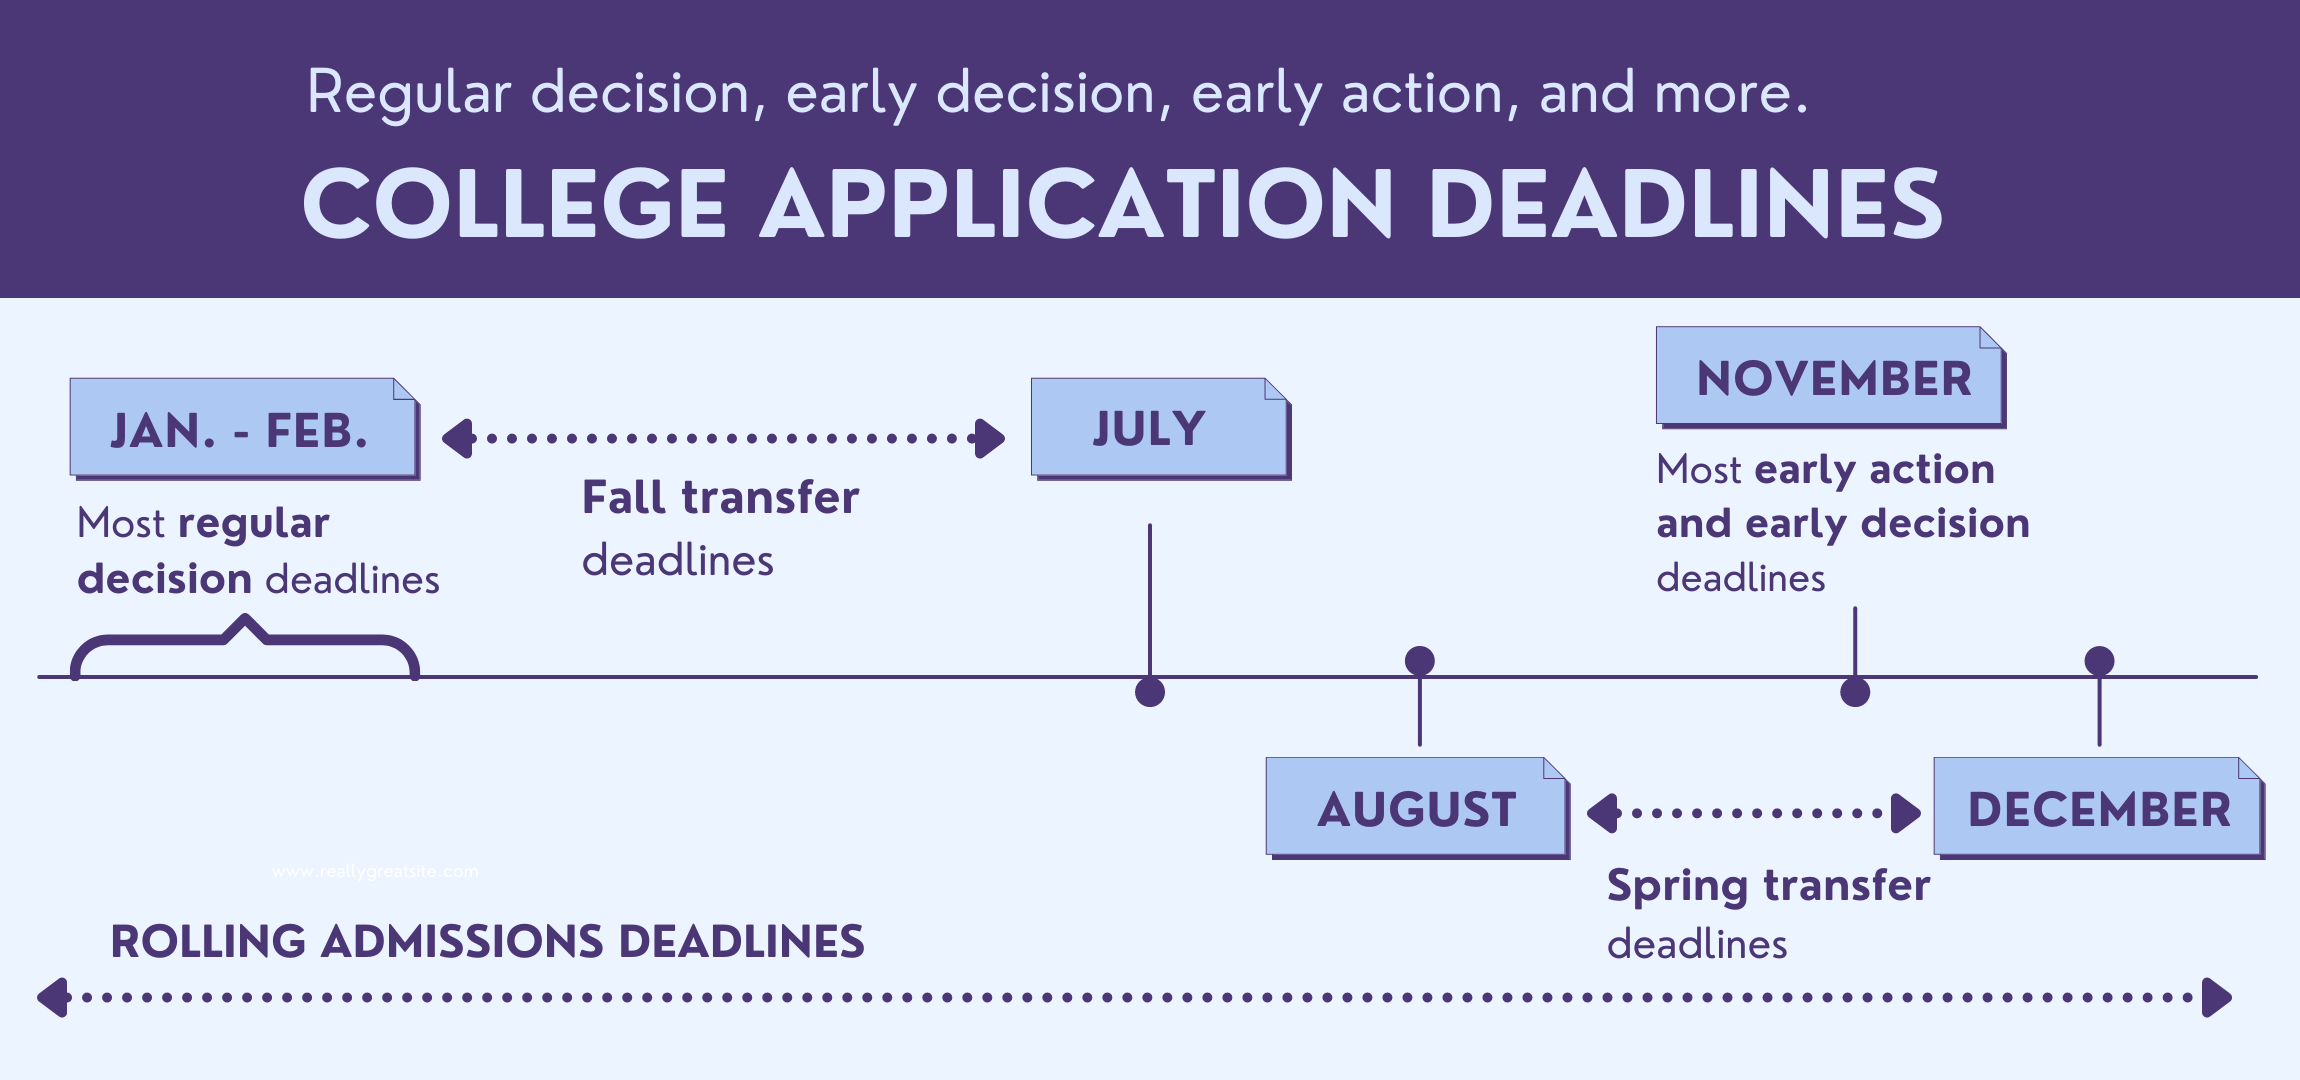 Regular decision, early decision, early action, and more.
COLLEGE APPLICATION DEADLINES
JAN. - FEB.
Most regular
decision deadlines
Fall transfer
deadlines
JULY
NOVEMBER
Most early action
and early decision
deadlines
AUGUST
DECEMBER
Spring transfer
deadlines
www.reallygreatsite.com
ROLLING ADMISSIONS DEADLINES